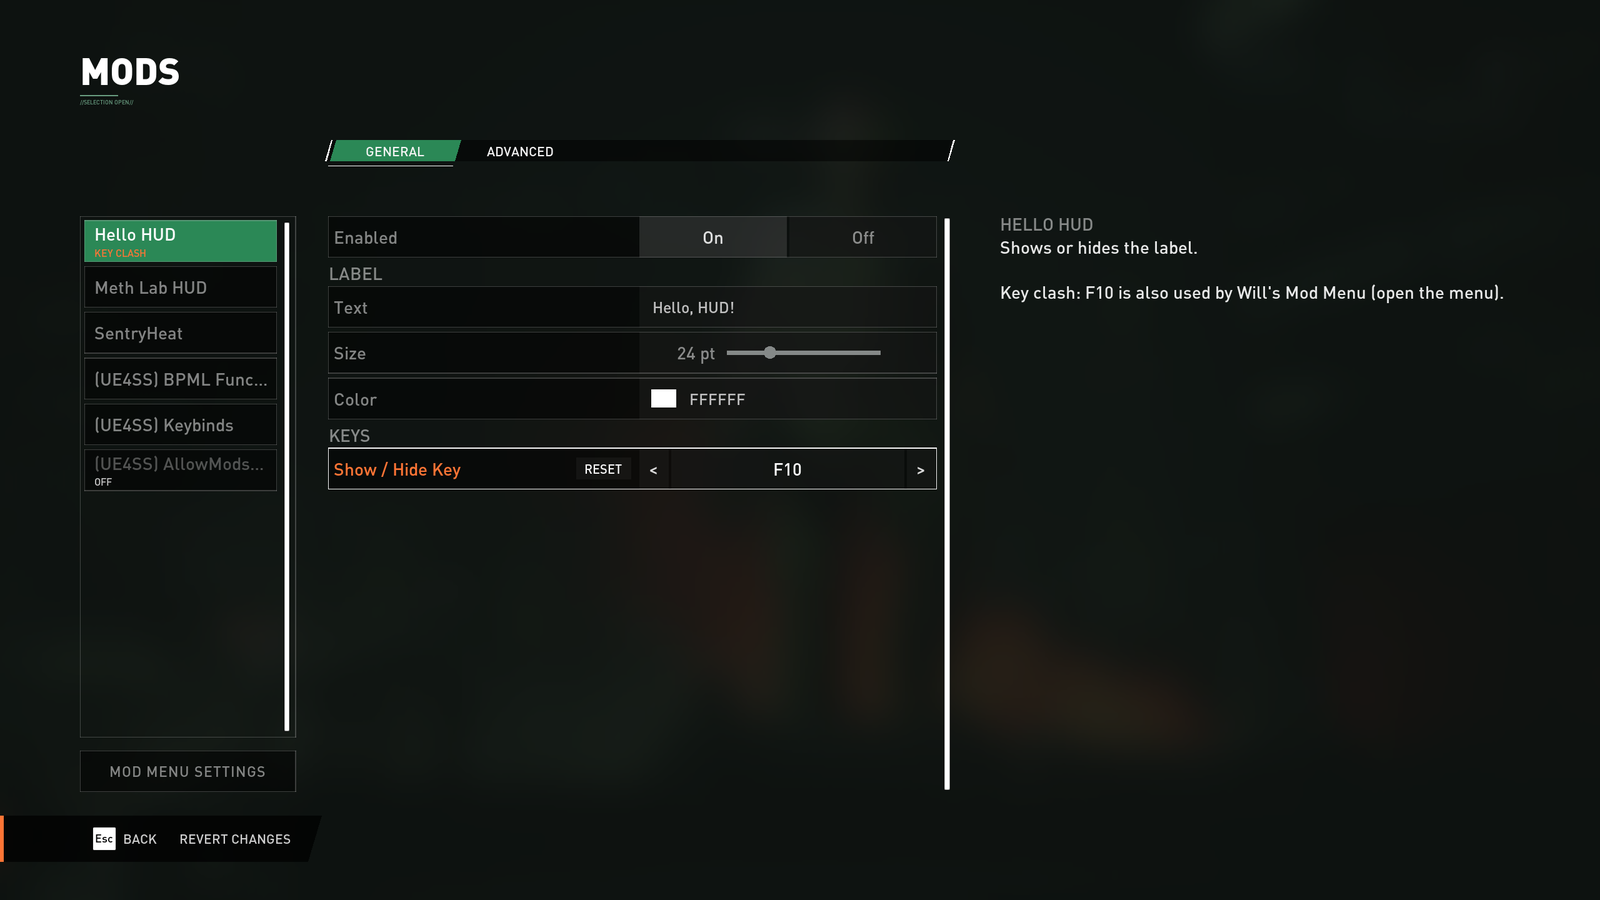 MODS
//SELECTION OPEN//
GENERAL
ADVANCED
Hello HUD
KEY CLASH
Meth Lab HUD
SentryHeat
(UE4SS) BPML Func...
(UE4SS) Keybinds
(UE4SS) AllowMods...
OFF
MOD MENU SETTINGS
Enabled On Off
LABEL
Text Hello, HUD!
Size 24 pt
Color FFFFFF
KEYS
Show / Hide Key RESET < F10 >
HELLO HUD
Shows or hides the label.
Key clash: F10 is also used by Will's Mod Menu (open the menu).
Esc BACK REVERT CHANGES